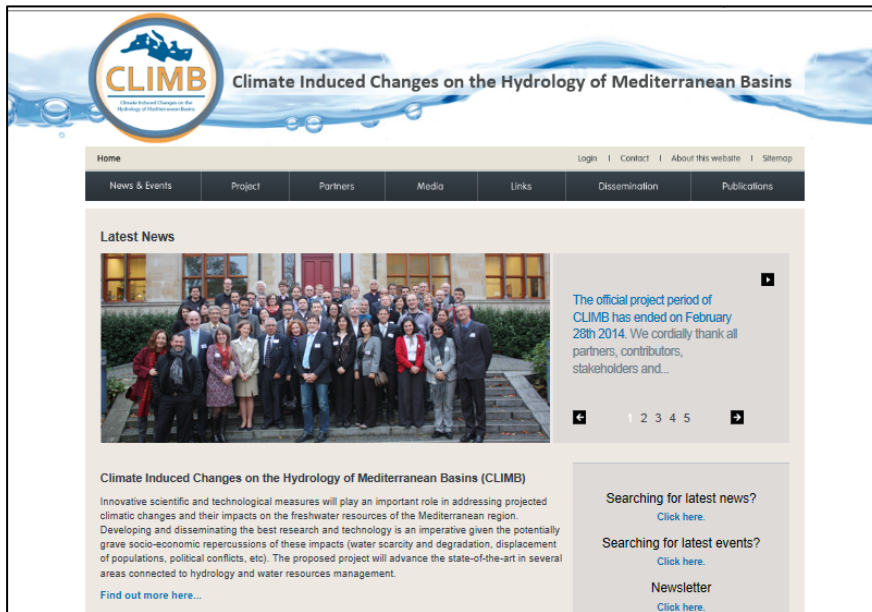 CLIMB
Climate Induced Changes on the
Hydrology of Mediterranean Basins
Climate Induced Changes on the Hydrology of Mediterranean Basins
Home
Login I Contact I About this website I Sitemap
News & Events Project Partners Media Links Dissemination Publications
Latest News
The official project period of
CLIMB has ended on February
28th 2014. We cordially thank all
partners, contributors,
stakeholders and...
1 2 3 4 5
Climate Induced Changes on the Hydrology of Mediterranean Basins (CLIMB)
Innovative scientific and technological measures will play an important role in addressing projected
climatic changes and their impacts on the freshwater resources of the Mediterranean region.
Developing and disseminating the best research and technology is an imperative given the potentially
grave socio-economic repercussions of these impacts (water scarcity and degradation, displacement
of populations, political conflicts, etc). The proposed project will advance the state-of-the-art in several
areas connected to hydrology and water resources management.
Find out more here...
Searching for latest news?
Click here.
Searching for latest events?
Click here.
Newsletter
Click here.